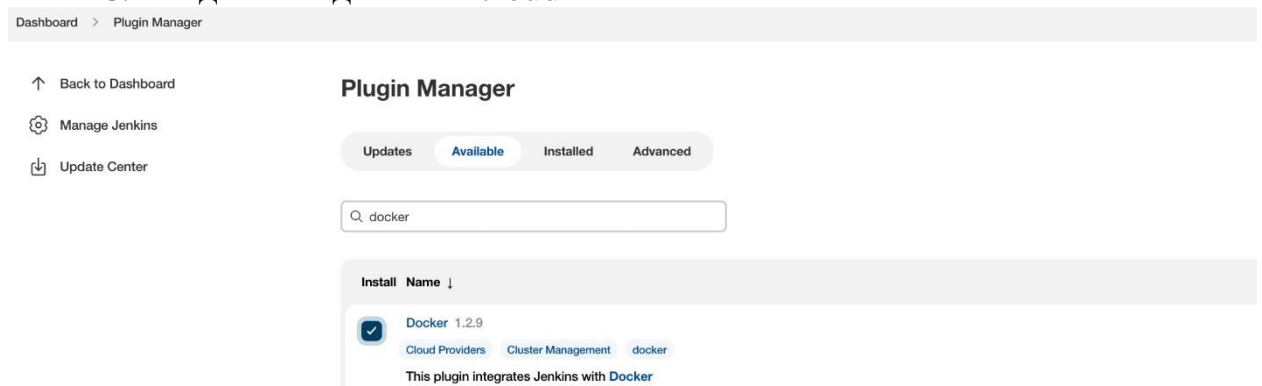 Dashboard > Plugin Manager
Back to Dashboard
Manage Jenkins
Update Center
Plugin Manager
Updates Available Installed Advanced
docker
Install Name ↓
Docker 1.2.9
Cloud Providers Cluster Management docker
This plugin integrates Jenkins with Docker